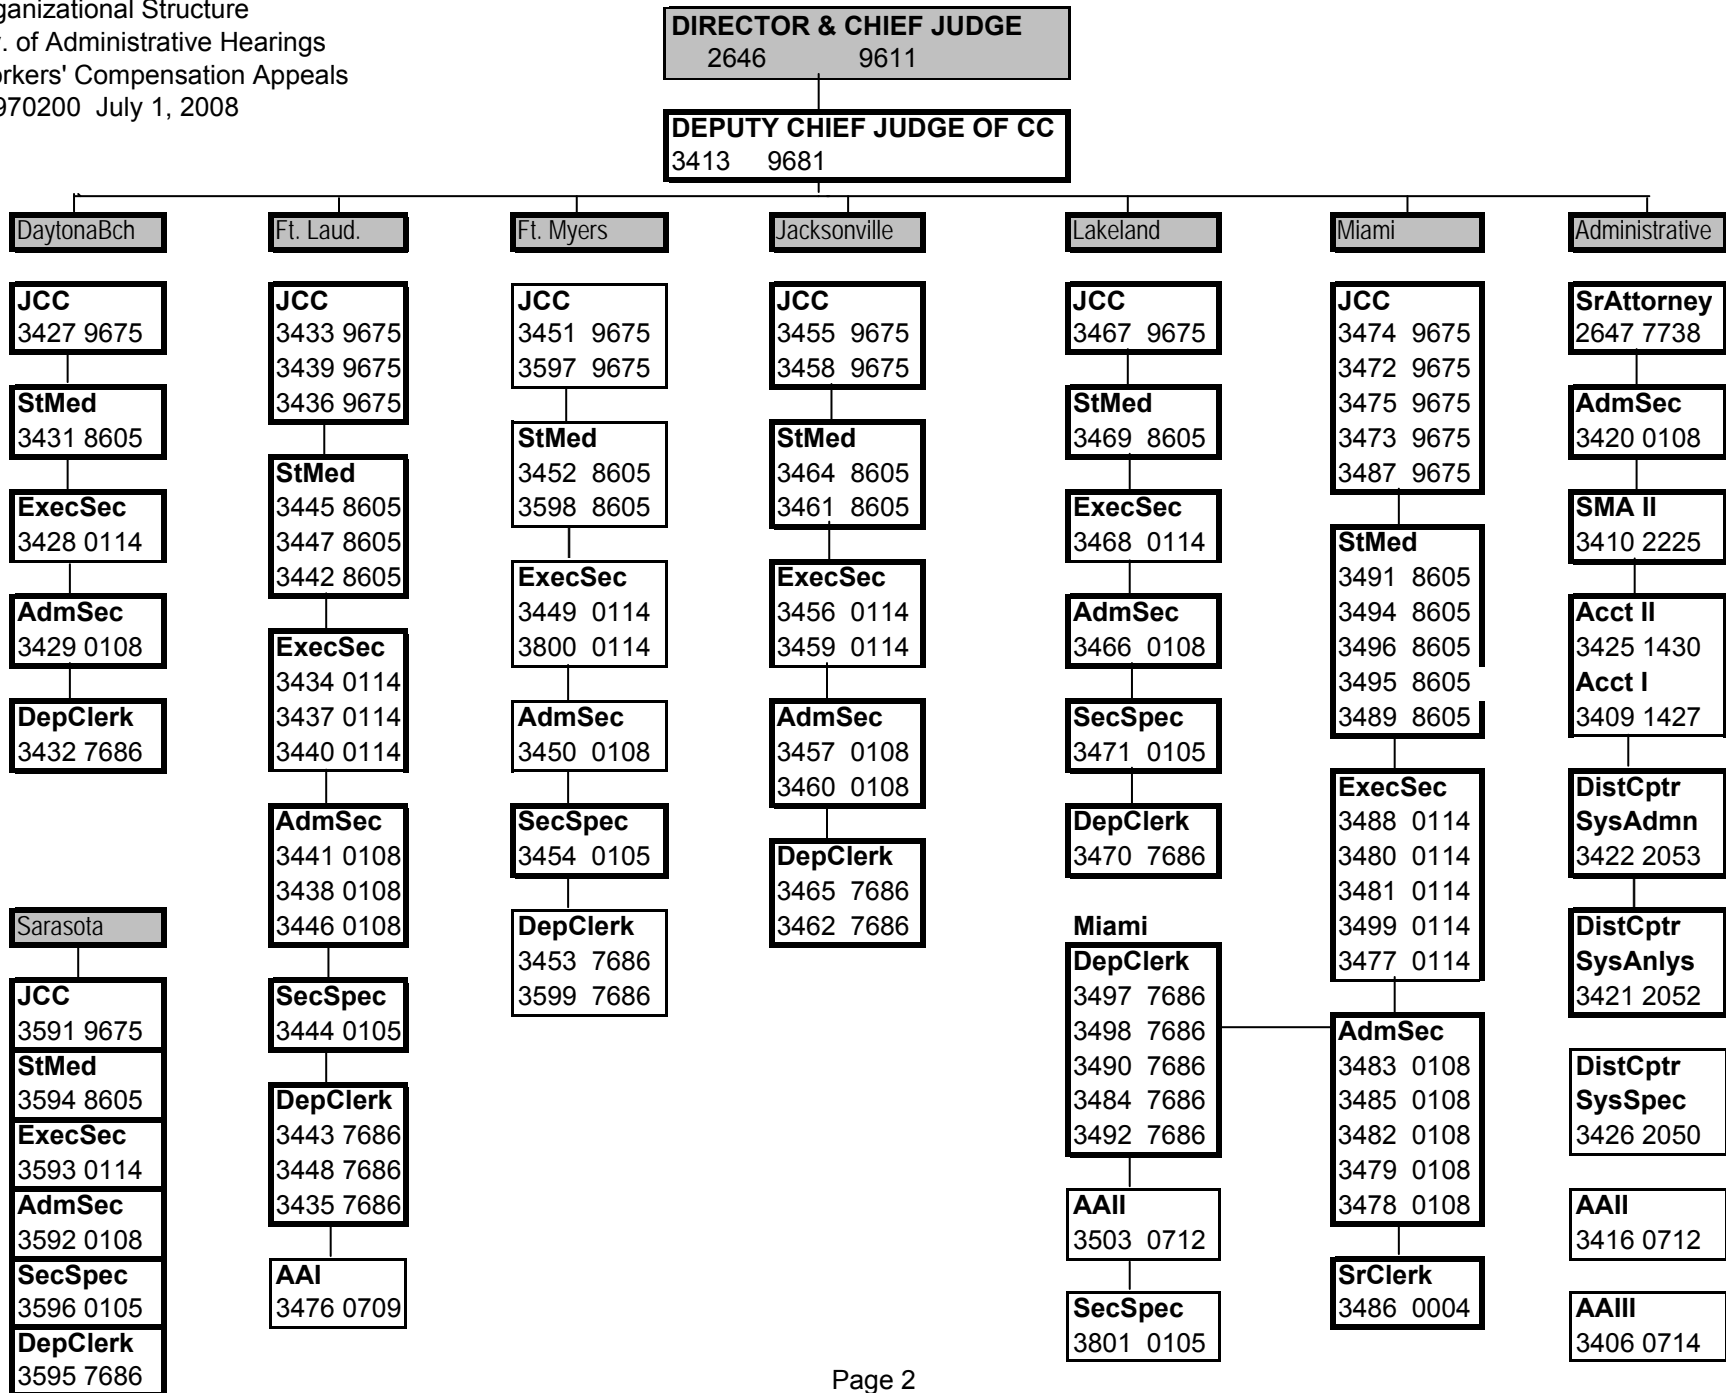 ganizational Structure
. of Administrative Hearings
orkers' Compensation Appeals
970200 July 1, 2008
DIRECTOR & CHIEF JUDGE
2646 9611
DEPUTY CHIEF JUDGE OF CC
3413 9681
DaytonaBch
JCC
3427 9675
StMed
3431 8605
ExecSec
3428 0114
AdmSec
3429 0108
DepClerk
3432 7686
Sarasota
JCC
3591 9675
StMed
3594 8605
ExecSec
3593 0114
AdmSec
3592 0108
SecSpec
3596 0105
DepClerk
3595 7686
Ft. Laud.
JCC
3433 9675
3439 9675
3436 9675
StMed
3445 8605
3447 8605
3442 8605
ExecSec
3434 0114
3437 0114
3440 0114
AdmSec
3441 0108
3438 0108
3446 0108
SecSpec
3444 0105
DepClerk
3443 7686
3448 7686
3435 7686
AAI
3476 0709
Ft. Myers
JCC
3451 9675
3597 9675
StMed
3452 8605
3598 8605
ExecSec
3449 0114
3800 0114
AdmSec
3450 0108
SecSpec
3454 0105
DepClerk
3453 7686
3599 7686
Jacksonville
JCC
3455 9675
3458 9675
StMed
3464 8605
3461 8605
ExecSec
3456 0114
3459 0114
AdmSec
3457 0108
3460 0108
DepClerk
3465 7686
3462 7686
Lakeland
JCC
3467 9675
StMed
3469 8605
ExecSec
3468 0114
AdmSec
3466 0108
SecSpec
3471 0105
DepClerk
3470 7686
Miami
DepClerk
3497 7686
3498 7686
3490 7686
3484 7686
3492 7686
AAII
3503 0712
SecSpec
3801 0105
Miami
JCC
3474 9675
3472 9675
3475 9675
3473 9675
3487 9675
StMed
3491 8605
3494 8605
3496 8605
3495 8605
3489 8605
ExecSec
3488 0114
3480 0114
3481 0114
3499 0114
3477 0114
AdmSec
3483 0108
3485 0108
3482 0108
3479 0108
3478 0108
SrClerk
3486 0004
Administrative
SrAttorney
2647 7738
AdmSec
3420 0108
SMA II
3410 2225
Acct II
3425 1430
Acct I
3409 1427
DistCptr
SysAdmn
3422 2053
DistCptr
SysAnlys
3421 2052
DistCptr
SysSpec
3426 2050
AAII
3416 0712
AAIII
3406 0714
Page 2